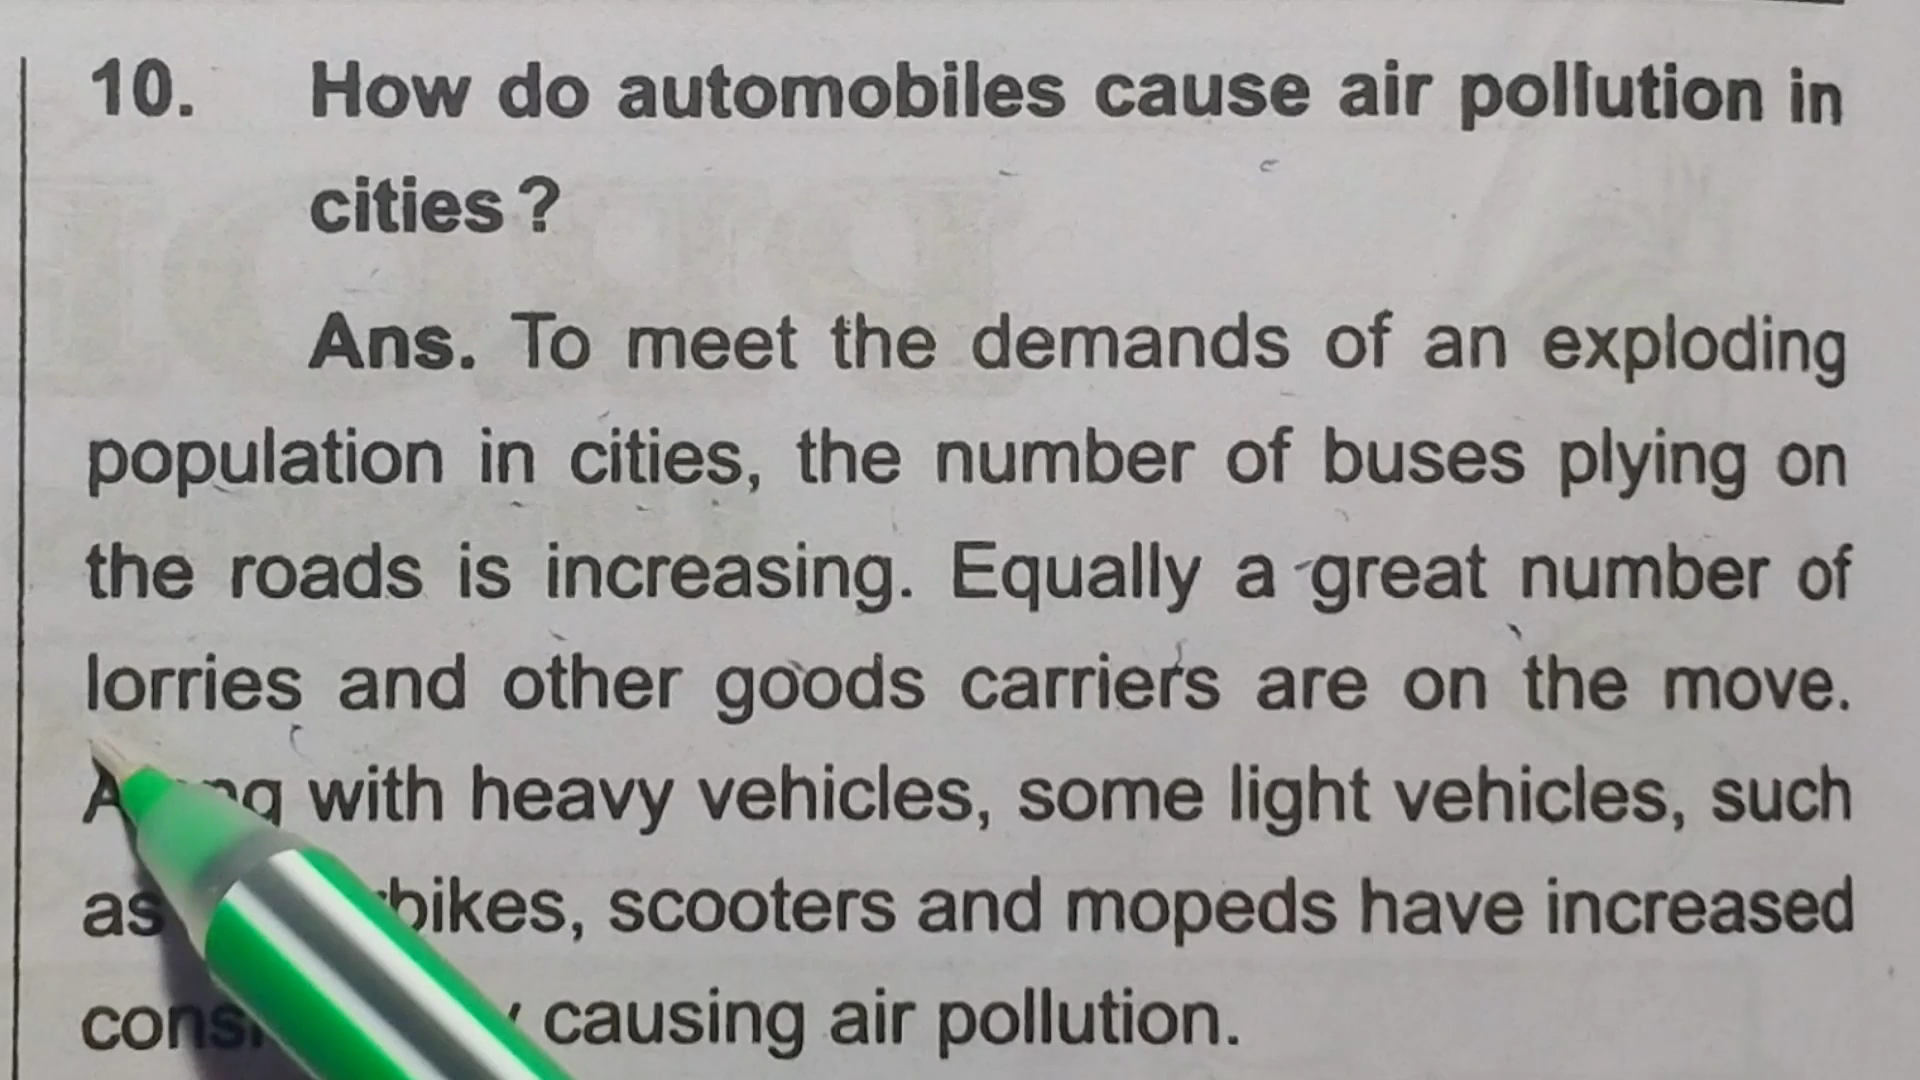 10. How do automobiles cause air pollution in
cities ?
Ans. To meet the demands of an exploding
population in cities, the number of buses plying on
the roads is increasing. Equally a great number of
lorries and other goods carriers are on the move.
with heavy vehicles, some light vehicles, such
as scooters and mopeds have increased
causing air pollution.